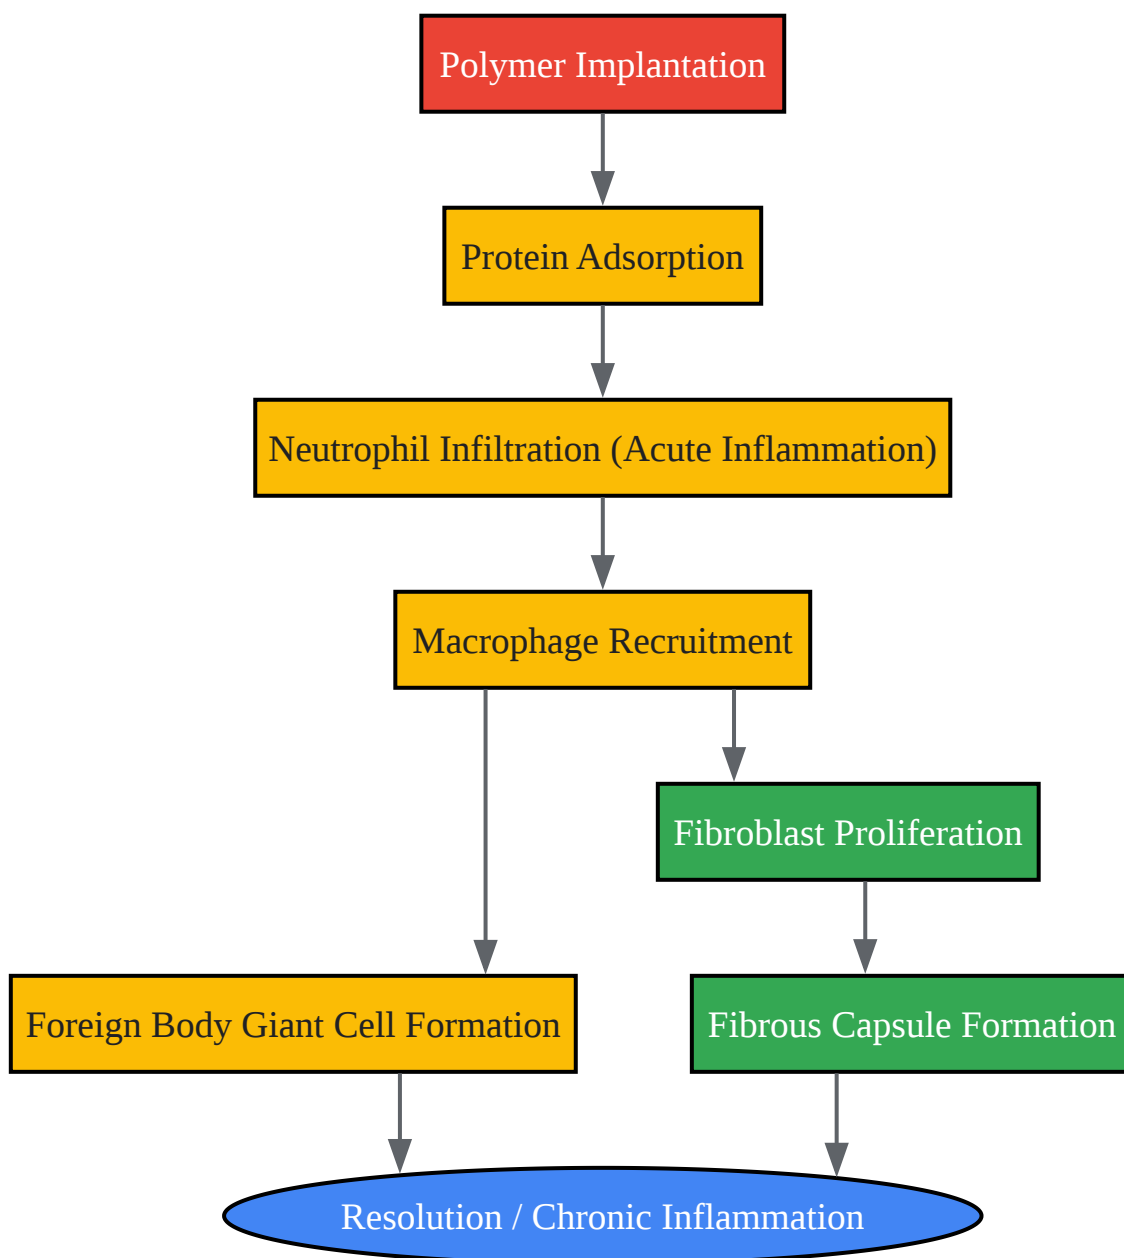 Polymer Implantation
Protein Adsorption
Neutrophil Infiltration (Acute Inflammation)
Macrophage Recruitment
Fibroblast Proliferation
Foreign Body Giant Cell Formation
Fibrous Capsule Formation
Resolution / Chronic Inflammation